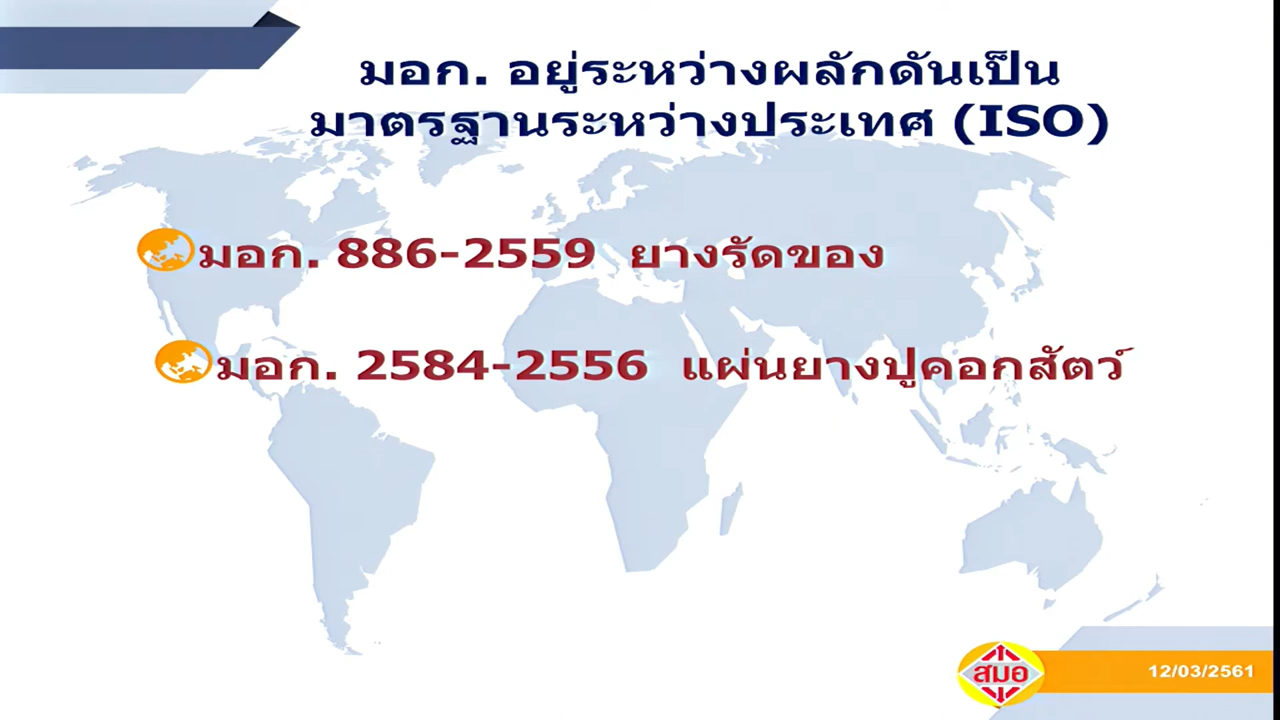 มอก. อยู่ระหว่างผลักดันเป็น
มาตรฐานระหว่างประเทศ (ISO)
มอก. 886-2559 ยางรัดของ
มอก. 2584-2556 แผ่นยางปูคอกสัตว์
สมอ
12/03/2561